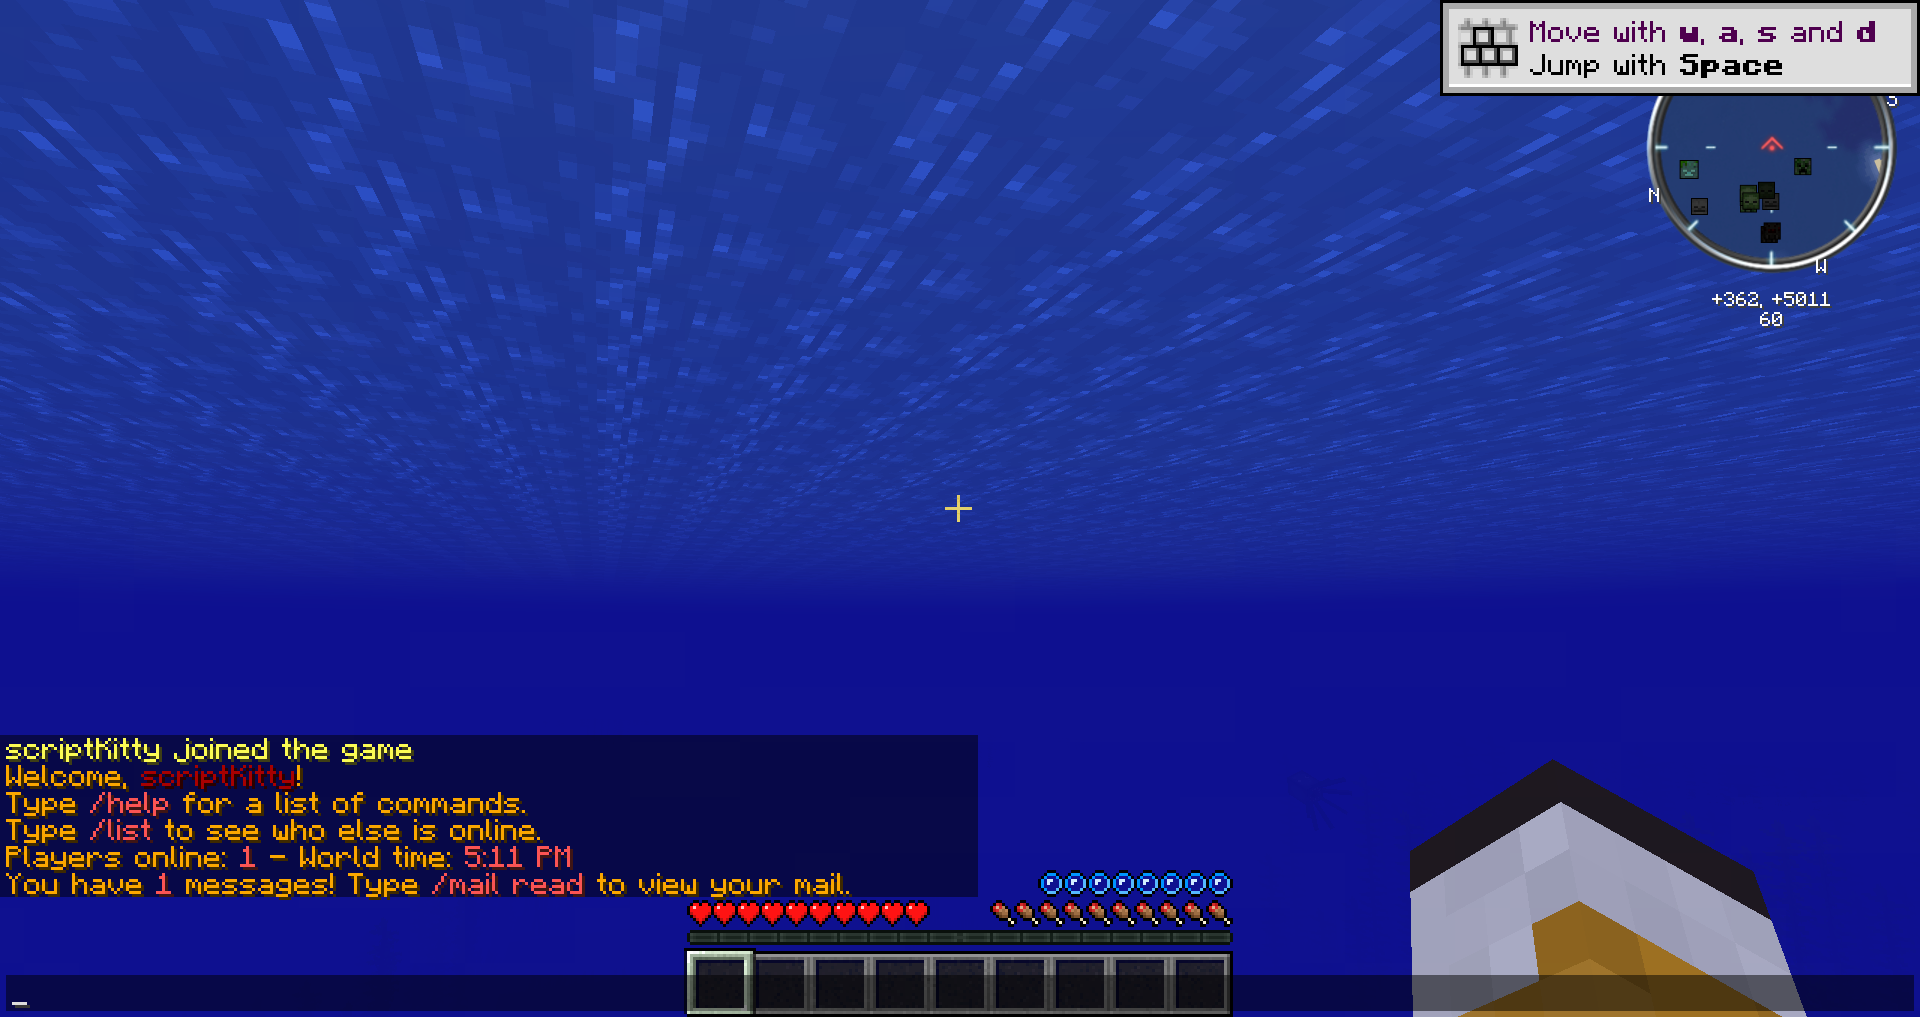 Move with w, a, s and d
Jump with Space
S
N
W
+362, +5011
60
scriptKitty joined the game
Welcome, scriptKitty!
Type /help for a list of commands.
Type /list to see who else is online.
Players online: 1 - World time: 5:11 PM
You have 1 messages! Type /mail read to view your mail.
_